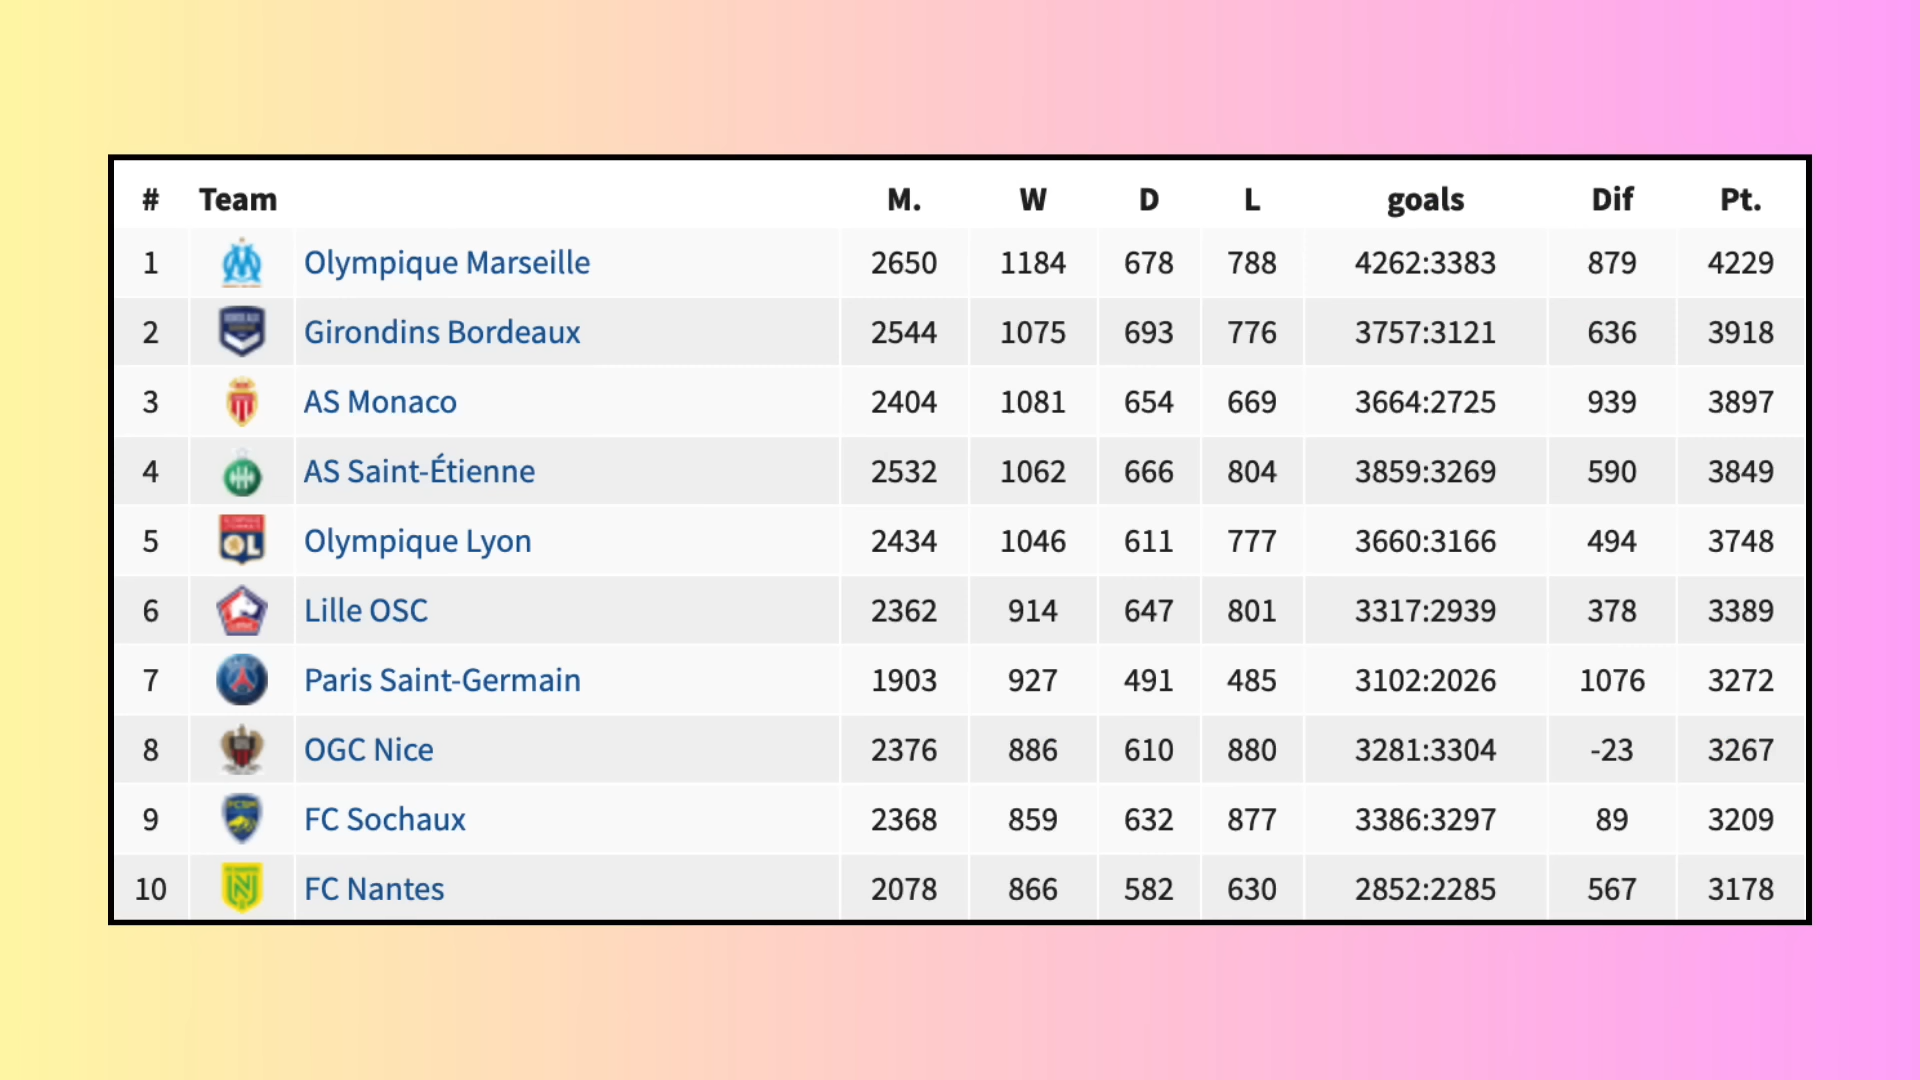 # Team M. W D L goals Dif Pt.
1 Olympique Marseille 2650 1184 678 788 4262:3383 879 4229
2 Girondins Bordeaux 2544 1075 693 776 3757:3121 636 3918
3 AS Monaco 2404 1081 654 669 3664:2725 939 3897
4 AS Saint-Étienne 2532 1062 666 804 3859:3269 590 3849
5 OL Olympique Lyon 2434 1046 611 777 3660:3166 494 3748
6 Lille OSC 2362 914 647 801 3317:2939 378 3389
7 Paris Saint-Germain 1903 927 491 485 3102:2026 1076 3272
8 OGC Nice 2376 886 610 880 3281:3304 -23 3267
9 FC Sochaux 2368 859 632 877 3386:3297 89 3209
10 N FC Nantes 2078 866 582 630 2852:2285 567 3178